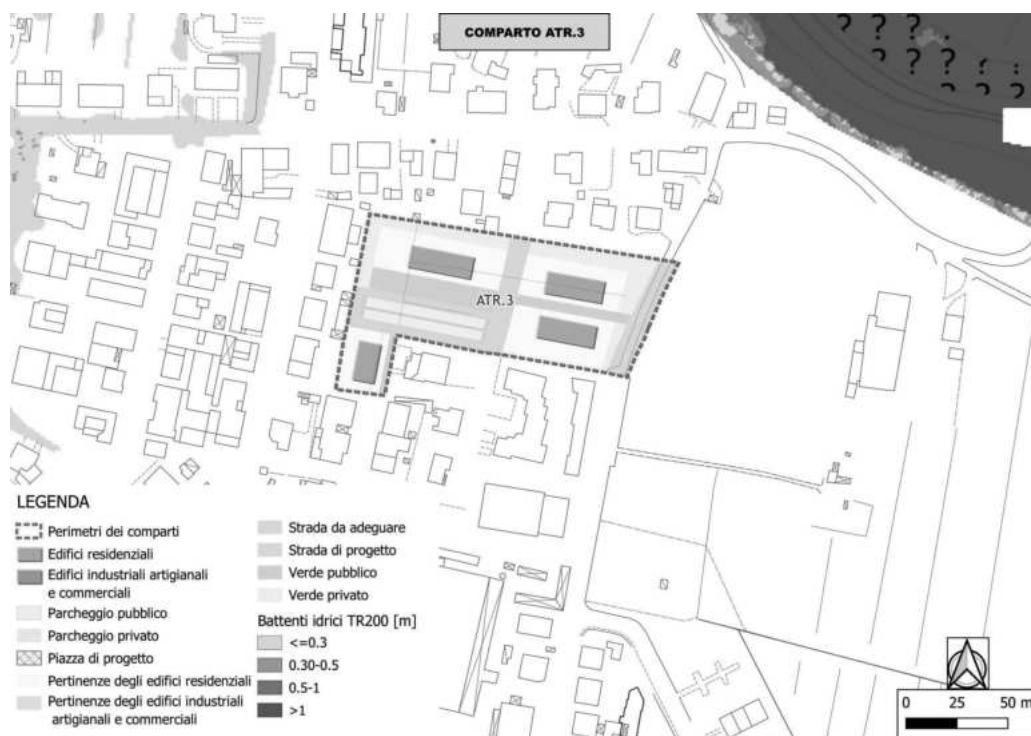 COMPARTO ATR.3
? ? ? .
? ? ? ? :
? ? ?
ATR.3
LEGENDA
Perimetri dei comparti
Edifici residenziali
Edifici industriali artigianali
e commerciali
Parcheggio pubblico
Parcheggio privato
Piazza di progetto
Pertinenze degli edifici residenziali
Pertinenze degli edifici industriali
artigianali e commerciali
Strada da adeguare
Strada di progetto
Verde pubblico
Verde privato
Battenti idrici TR200 [m]
<=0.3
0.30-0.5
0.5-1
>1
0 25 50 m